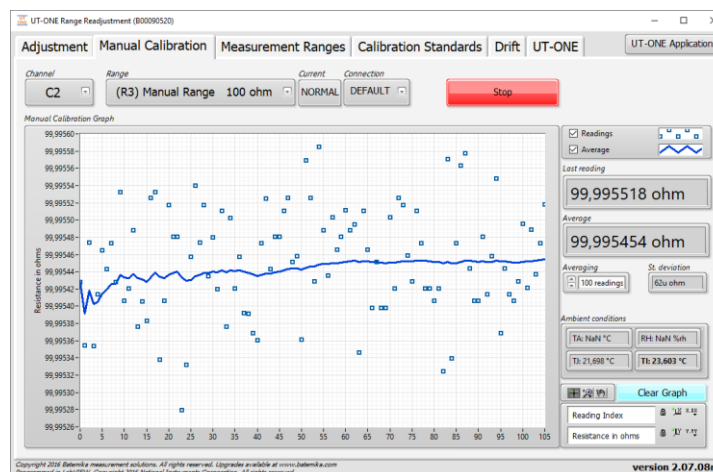 UT-ONE Range Readjustment (B00090520)
Adjustment Manual Calibration Measurement Ranges Calibration Standards Drift UT-ONE UT-ONE Application
Channel Range Current Connection
C2 (R3) Manual Range 100 ohm NORMAL DEFAULT Stop
Manual Calibration Graph
99,99560
99,99558
99,99556
99,99554
99,99552
99,99550
99,99548
99,99546
99,99544
99,99542
99,99540
99,99538
99,99536
99,99534
99,99532
99,99530
99,99528
99,99526
Resistance in ohms
0 5 10 15 20 25 30 35 40 45 50 55 60 65 70 75 80 85 90 95 100 105
Readings
Average
Last reading
99,995518 ohm
Average
99,995454 ohm
Averaging St. deviation
100 readings 62u ohm
Ambient conditions
TA: NaN °C RH: NaN %rh
TJ: 21,698 °C TI: 23,603 °C
Clear Graph
Reading Index
Resistance in ohms
Copyright 2016 Batemika measurement solutions. All rights reserved. Upgrades available at www.batemika.com
version 2.07.08